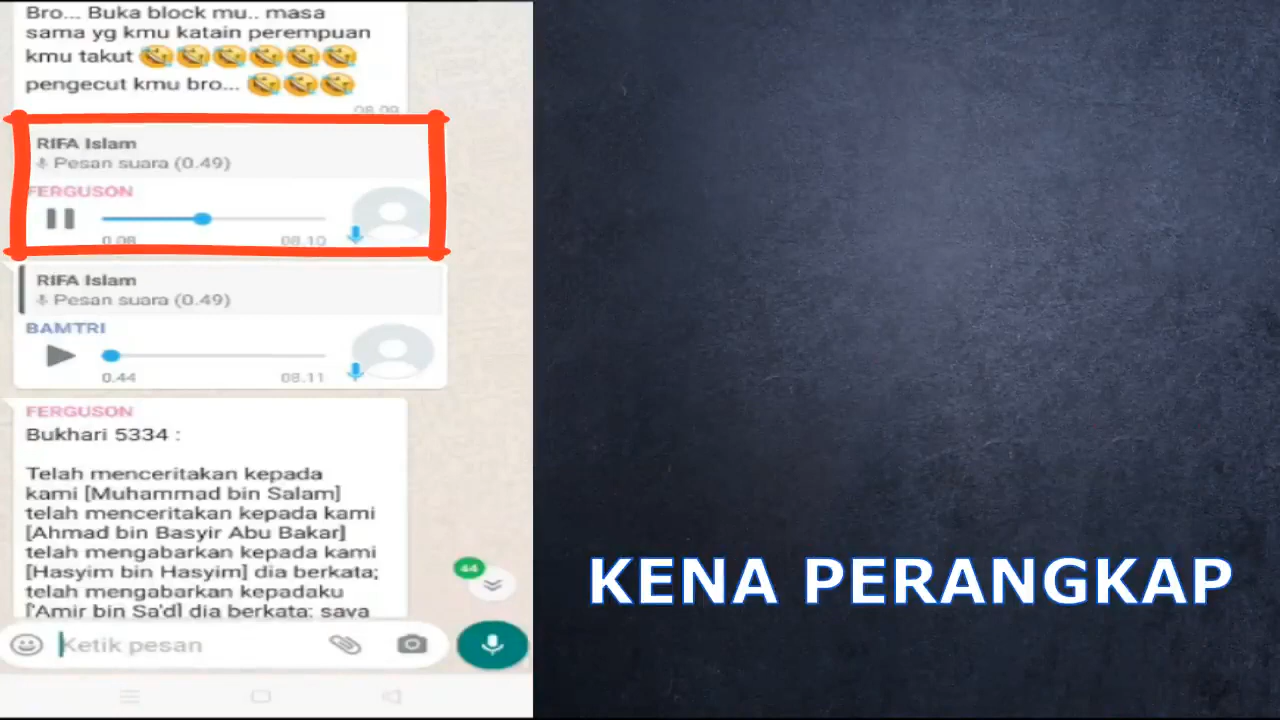 Bro... Buka block mu.. masa
sama yg kmu katain perempuan
kmu takut 🤣🤣🤣🤣🤣🤣
pengecut kmu bro... 🤣🤣🤣
08.09
RIFA Islam
Pesan suara (0.49)
FERGUSON
0.08 08.10
RIFA Islam
Pesan suara (0.49)
BAMTRI
0.44 08.11
FERGUSON
Bukhari 5334 :
Telah menceritakan kepada
kami [Muhammad bin Salam]
telah menceritakan kepada kami
[Ahmad bin Basyir Abu Bakar]
telah mengabarkan kepada kami
[Hasyim bin Hasyim] dia berkata;
telah mengabarkan kepadaku
['Amir bin Sa'd] dia berkata; saya
44
Ketik pesan
KENA PERANGKAP